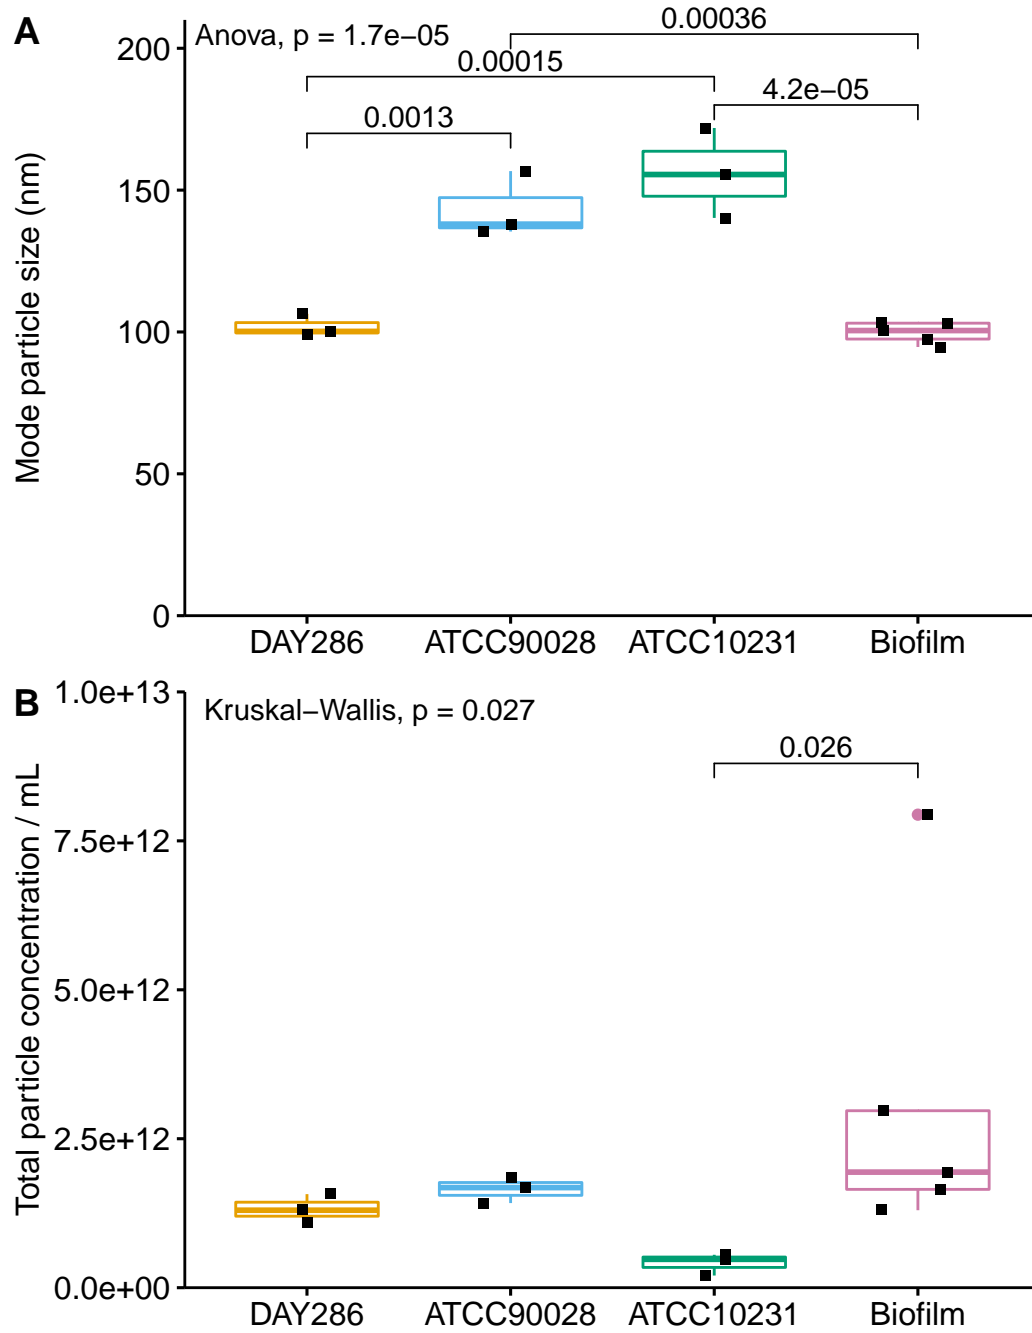 A
Anova, p = 1.7e−05
0.00036
0.00015
4.2e−05
0.0013
Mode particle size (nm)
200
150
100
50
0
DAY286 ATCC90028 ATCC10231 Biofilm
B
Kruskal−Wallis, p = 0.027
0.026
Total particle concentration / mL
1.0e+13
7.5e+12
5.0e+12
2.5e+12
0.0e+00
DAY286 ATCC90028 ATCC10231 Biofilm